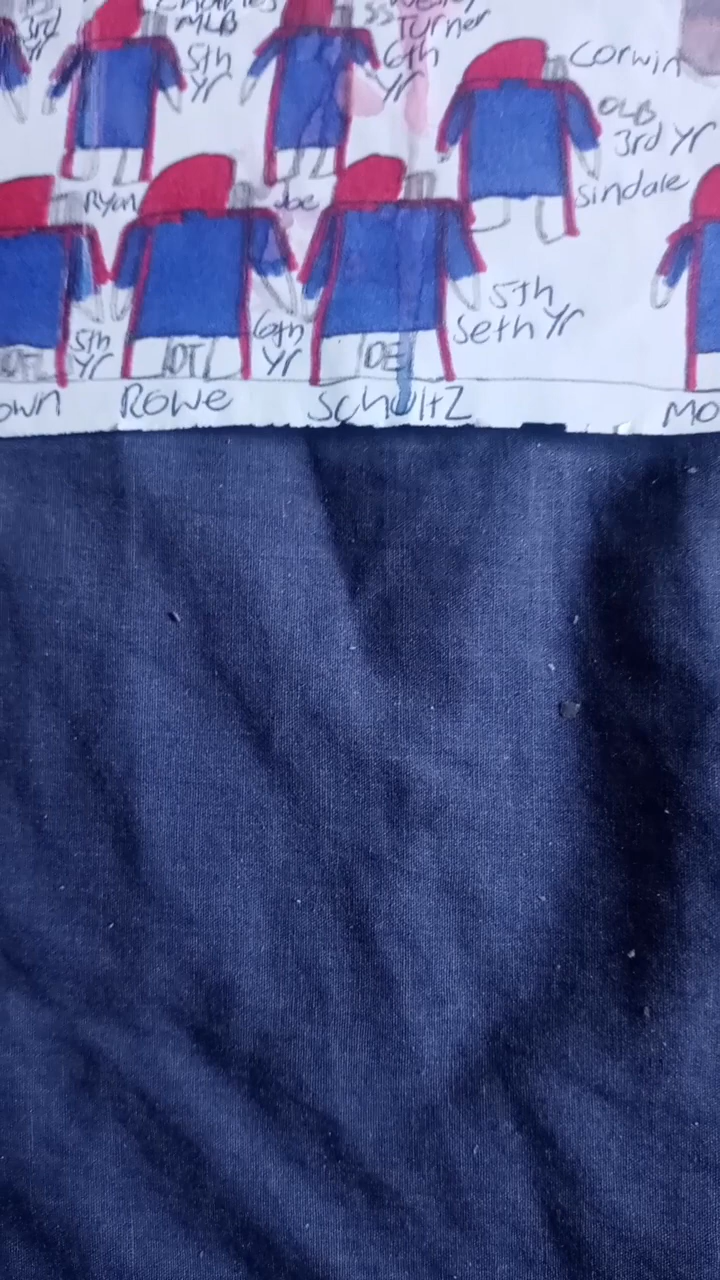 3rd
Yr
MLB
5th
Yr
SS
Turner
6th
Yr
Corwin
OLB
3rd Yr
Sindale
Ryan
Joe
5th
Yr
DT
6th
Yr
DE
5th
Seth Yr
own
Rowe
Schultz
Mo